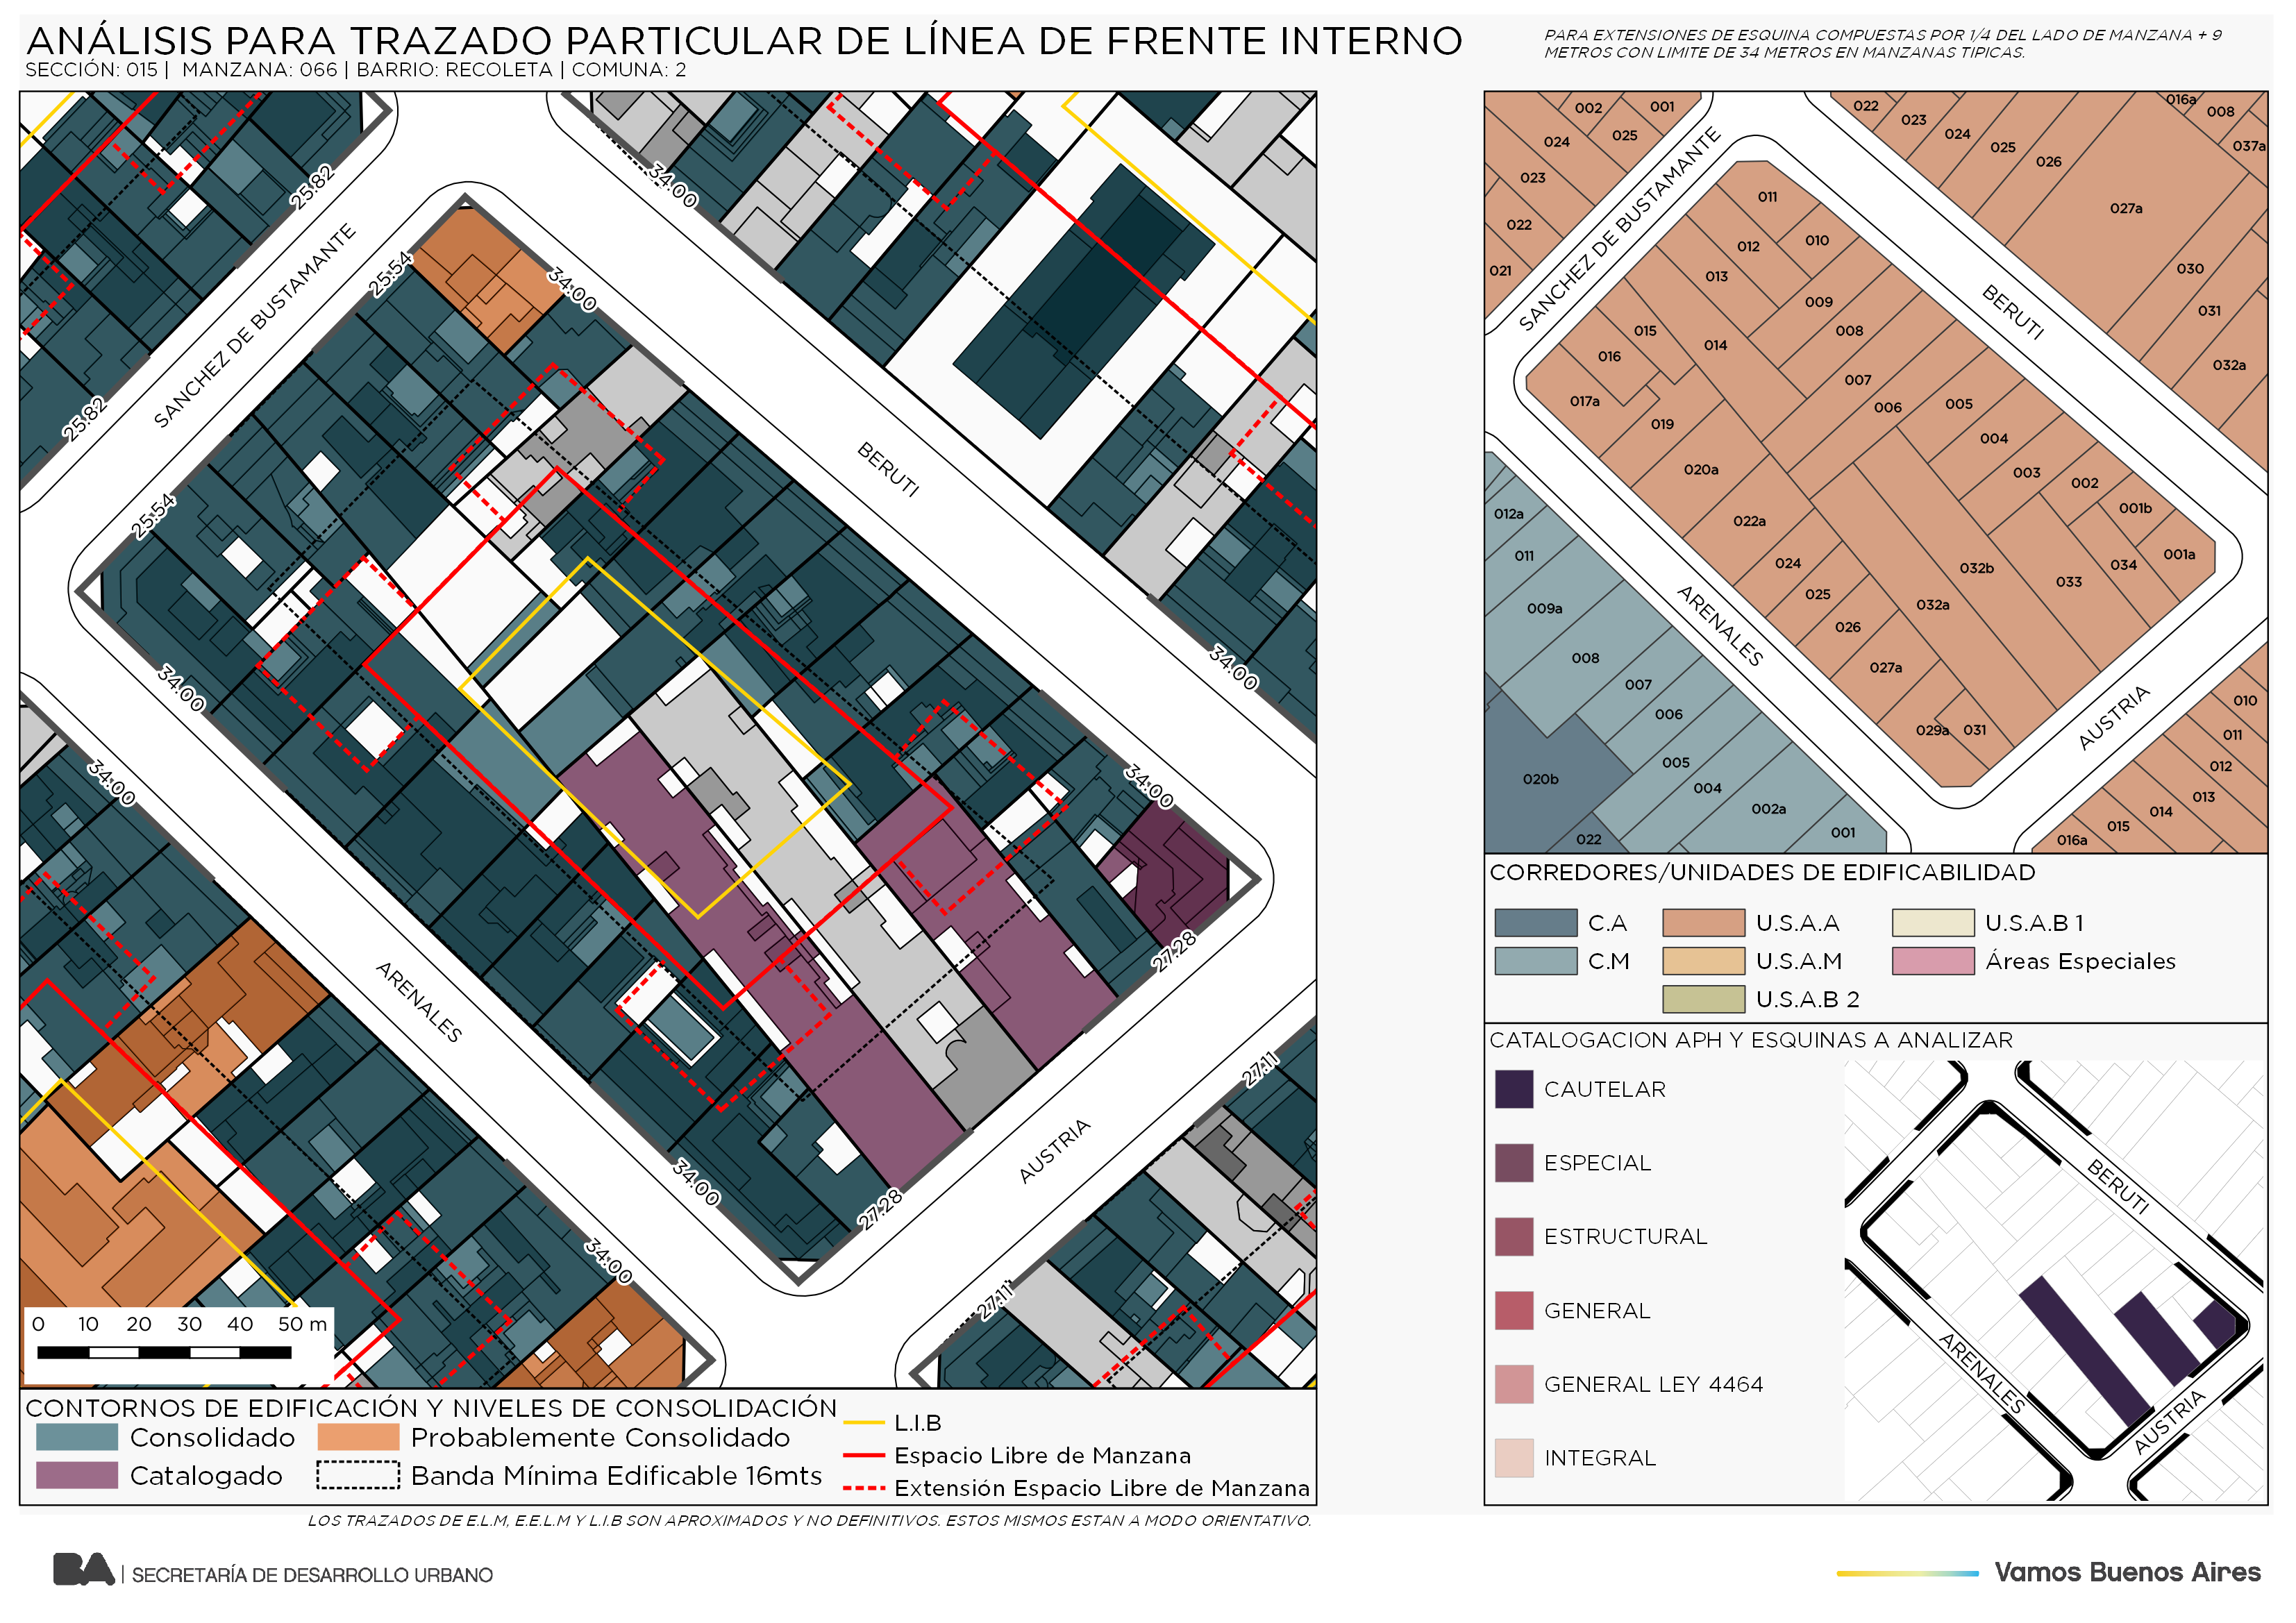 ANÁLISIS PARA TRAZADO PARTICULAR DE LÍNEA DE FRENTE INTERNO
SECCIÓN: 015 | MANZANA: 066 | BARRIO: RECOLETA | COMUNA: 2
PARA EXTENSIONES DE ESQUINA COMPUESTAS POR 1/4 DEL LADO DE MANZANA + 9
METROS CON LIMITE DE 34 METROS EN MANZANAS TIPICAS.
25.82
34:00
SANCHEZ DE BUSTAMANTE
25:54
34:00
25.82
BERUTI
25:54
34:00
34:00
34:00
34:00
ARENALES
27:28
27:11
AUSTRIA
34:00
27:28
34:00
27:11
0 10 20 30 40 50 m
CONTORNOS DE EDIFICACIÓN Y NIVELES DE CONSOLIDACIÓN
Consolidado
Probablemente Consolidado
Catalogado
Banda Mínima Edificable 16mts
L.I.B
Espacio Libre de Manzana
Extensión Espacio Libre de Manzana
LOS TRAZADOS DE E.L.M, E.E.L.M Y L.I.B SON APROXIMADOS Y NO DEFINITIVOS. ESTOS MISMOS ESTAN A MODO ORIENTATIVO.
002
001
025
024
023
022
021
022
023
024
025
026
016a
008
037a
027a
030
031
032a
SANCHEZ DE BUSTAMANTE
BERUTI
011
010
012
013
009
008
015
014
016
007
017a
006
005
019
004
020a
003
002
022a
001b
001a
024
034
032b
033
025
032a
026
027a
029a
031
ARENALES
AUSTRIA
012a
011
009a
008
007
006
005
004
002a
001
020b
022
010
011
012
013
014
015
016a
CORREDORES/UNIDADES DE EDIFICABILIDAD
C.A
U.S.A.A
U.S.A.B 1
C.M
U.S.A.M
Áreas Especiales
U.S.A.B 2
CATALOGACION APH Y ESQUINAS A ANALIZAR
CAUTELAR
ESPECIAL
ESTRUCTURAL
GENERAL
GENERAL LEY 4464
INTEGRAL
BERUTI
ARENALES
AUSTRIA
BA | SECRETARÍA DE DESARROLLO URBANO
Vamos Buenos Aires